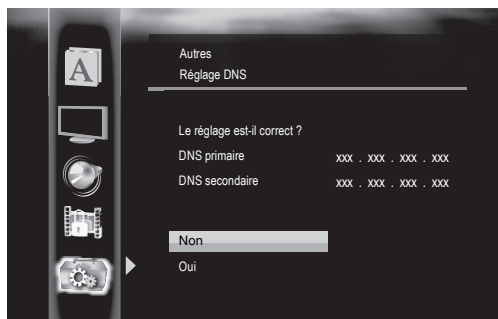 A
Autres
Réglage DNS
Le réglage est-il correct ?
DNS primaire xxx . xxx . xxx . xxx
DNS secondaire xxx . xxx . xxx . xxx
Non
Oui